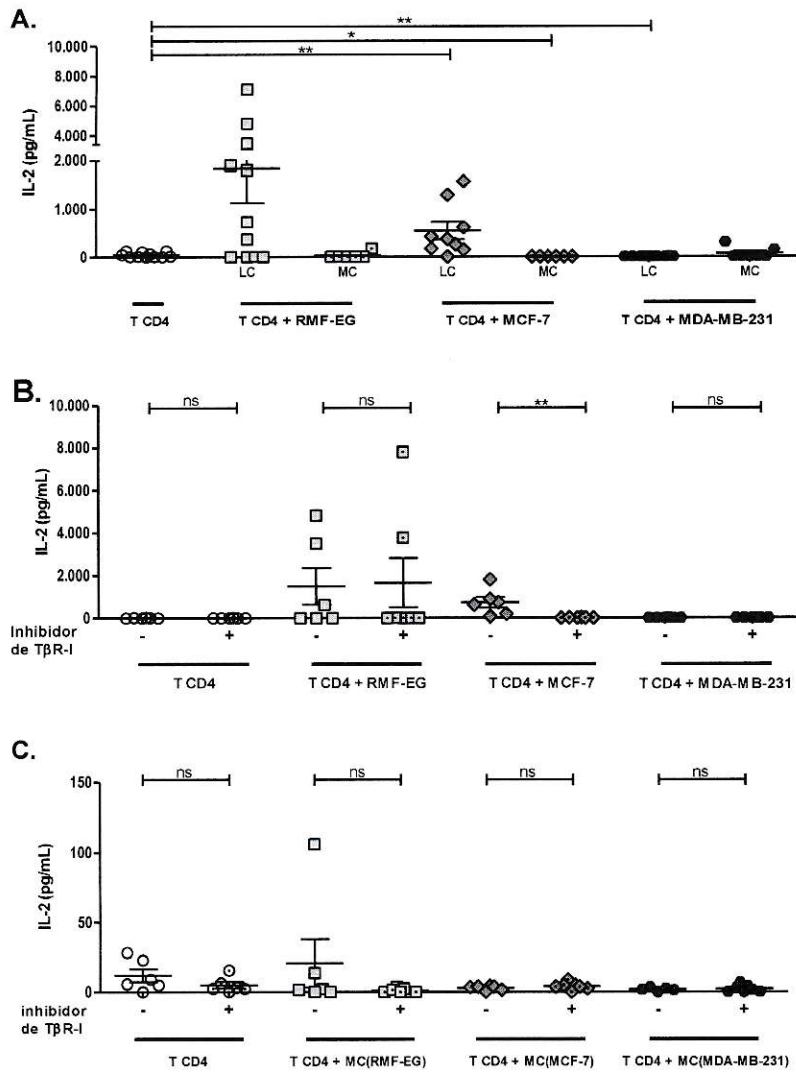 A.
**
*
**
10.000
8.000
6.000
4.000
2.000
1.000
0
IL-2 (pg/mL)
LC MC LC MC LC MC
T CD4 T CD4 + RMF-EG T CD4 + MCF-7 T CD4 + MDA-MB-231
B.
ns ns ** ns
10.000
8.000
6.000
4.000
2.000
0
IL-2 (pg/mL)
Inhibidor
de TβR-I
- + - + - + - +
T CD4 T CD4 + RMF-EG T CD4 + MCF-7 T CD4 + MDA-MB-231
C.
ns ns ns ns
150
100
50
0
IL-2 (pg/mL)
inhibidor
de TβR-I
- + - + - + - +
T CD4 T CD4 + MC(RMF-EG) T CD4 + MC(MCF-7) T CD4 + MC(MDA-MB-231)